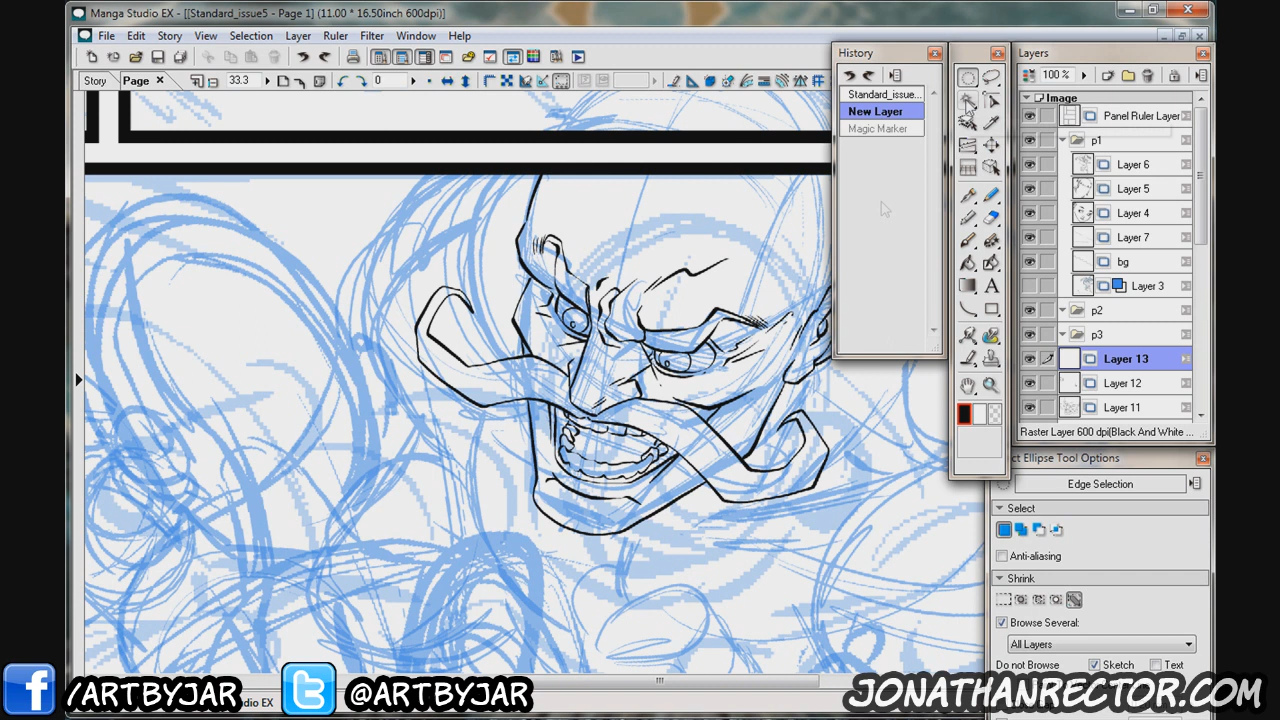 Manga Studio EX - [[Standard_issue5 - Page 1] (11.00 * 16.50inch 600dpi)]
File Edit Story View Selection Layer Ruler Filter Window Help
Story Page 33.3 0
History
Standard_issue...
New Layer
Magic Marker
Layers
100 %
Image
Panel Ruler Layer
p1
Layer 6
Layer 5
Layer 4
Layer 7
bg
Layer 3
p2
p3
Layer 13
Layer 12
Layer 11
Raster Layer 600 dpi(Black And White ...
ct Ellipse Tool Options
Edge Selection
Select
Anti-aliasing
Shrink
Browse Several:
All Layers
Do not Browse Sketch Text
dio EX
f /ARTBYJAR
t @ARTBYJAR
JONATHANRECTOR.COM